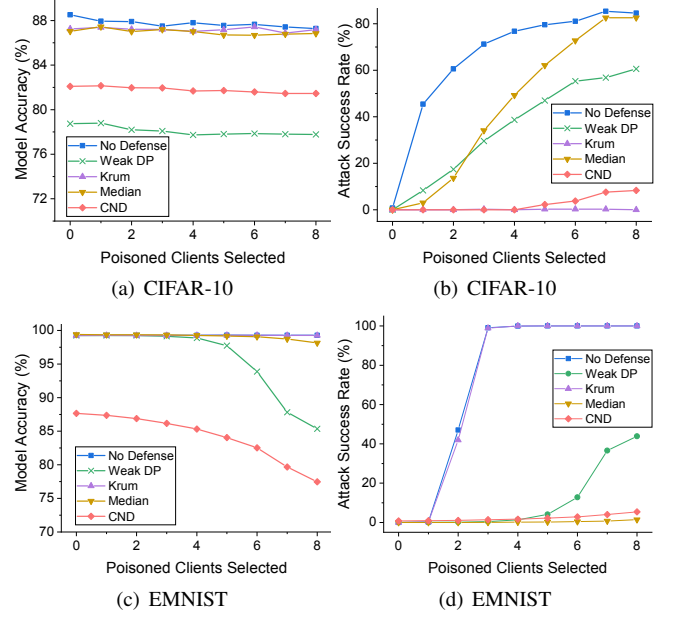 88
84
80
76
72
Model Accuracy (%)
No Defense
Weak DP
Krum
Median
CND
0 2 4 6 8
Poisoned Clients Selected
(a) CIFAR-10
80
60
40
20
0
Attack Success Rate (%)
No Defense
Weak DP
Krum
Median
CND
0 2 4 6 8
Poisoned Clients Selected
(b) CIFAR-10
100
95
90
85
80
75
70
Model Accuracy (%)
No Defense
Weak DP
Krum
Median
CND
0 2 4 6 8
Poisoned Clients Selected
(c) EMNIST
100
80
60
40
20
0
Attack Success Rate (%)
No Defense
Weak DP
Krum
Median
CND
0 2 4 6 8
Poisoned Clients Selected
(d) EMNIST